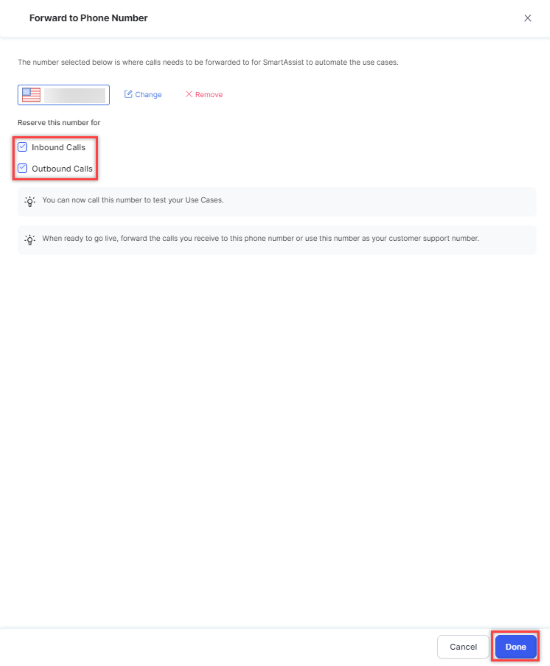 Forward to Phone Number
The number selected below is where calls needs to be forwarded to for SmartAssist to automate the use cases.
Change Remove
Reserve this number for
Inbound Calls
Outbound Calls
You can now call this number to test your Use Cases.
When ready to go live, forward the calls you receive to this phone number or use this number as your customer support number.
Cancel Done